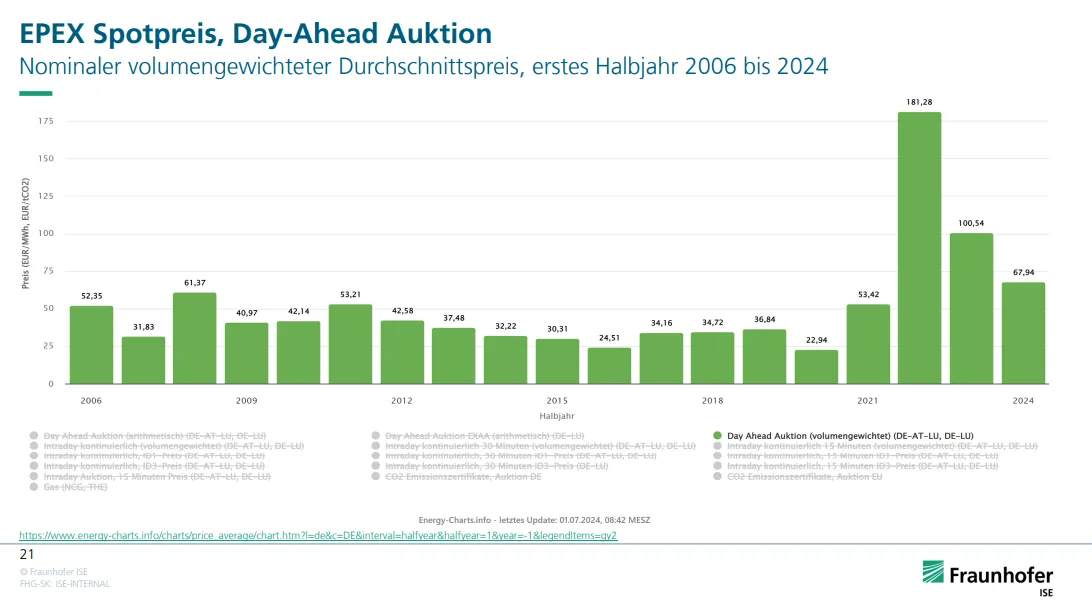 EPEX Spotpreis, Day-Ahead Auktion
Nominaler volumengewichteter Durchschnittspreis, erstes Halbjahr 2006 bis 2024
181,28
175
150
125
100,54
100
75
67,94
61,37
53,21
53,42
52,35
50
40,97
42,14
42,58
37,48
36,84
34,16
34,72
32,22
31,83
30,31
25
24,51
22,94
0
Preis (EUR/MWh, EUR/tCO2)
2006 2009 2012 2015 2018 2021 2024
Halbjahr
Day Ahead Auktion (arithmetisch) (DE-AT-LU, DE-LU) Day Ahead Auktion EXAA (arithmetisch) (DE-LU) Day Ahead Auktion (volumengewichtet) (DE-AT-LU, DE-LU)
Intraday kontinuierlich (volumengewichtet) (DE-AT-LU, DE-LU) Intraday kontinuierlich 30 Minuten (volumengewichtet) (DE-AT-LU, DE-LU) Intraday kontinuierlich 15 Minuten (volumengewichtet) (DE-AT-LU, DE-LU)
Intraday kontinuierlich, ID1-Preis (DE-AT-LU, DE-LU) Intraday kontinuierlich, 30 Minuten ID1-Preis (DE-AT-LU, DE-LU) Intraday kontinuierlich, 15 Minuten ID1-Preis (DE-AT-LU, DE-LU)
Intraday kontinuierlich, ID3-Preis (DE-AT-LU, DE-LU) Intraday kontinuierlich, 30 Minuten ID3-Preis (DE-LU) Intraday kontinuierlich, 15 Minuten ID3-Preis (DE-AT-LU, DE-LU)
Intraday Auktion, 15 Minuten Preis (DE-AT-LU, DE-LU) CO2 Emissionszertifikate, Auktion DE CO2 Emissionszertifikate, Auktion EU
Gas (NCG, THE)
Energy-Charts.info - letztes Update: 01.07.2024, 08:42 MESZ
https://www.energy-charts.info/charts/price_average/chart.htm?l=de&c=DE&interval=halfyear&halfyear=1&year=-1&legendItems=gy2
21
© Fraunhofer ISE
FHG-SK: ISE-INTERNAL
Fraunhofer
ISE